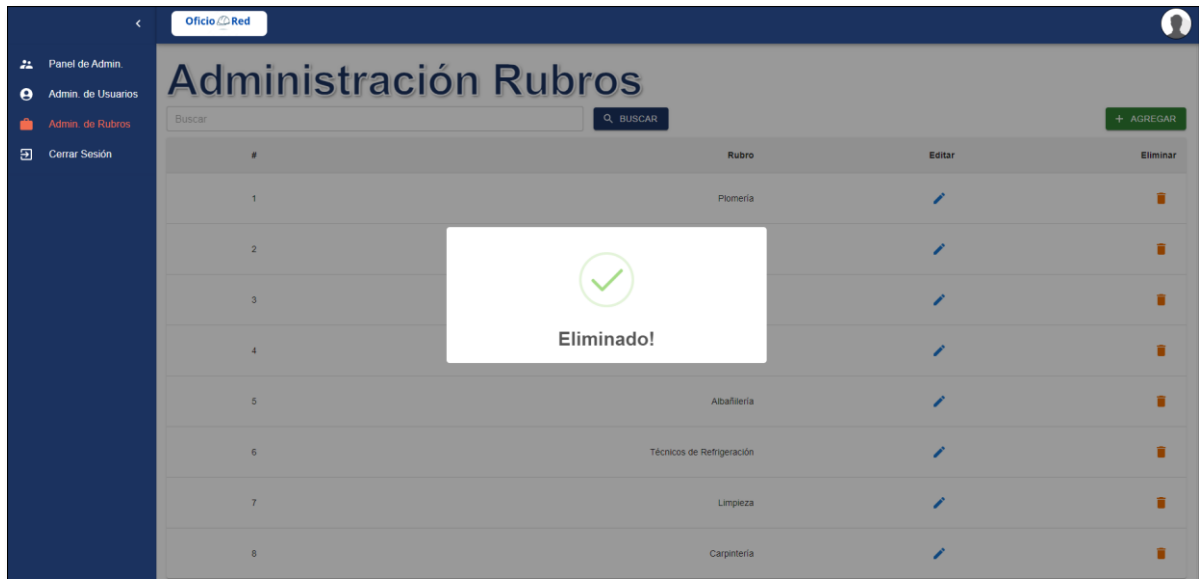 Oficio Red
Panel de Admin.
Admin. de Usuarios
Admin. de Rubros
Cerrar Sesión
Administración Rubros
Buscar
BUSCAR
+ AGREGAR
# Rubro Editar Eliminar
1 Plomería
2
3
4
5 Albañilería
6 Técnicos de Refrigeración
7 Limpieza
8 Carpintería
Eliminado!